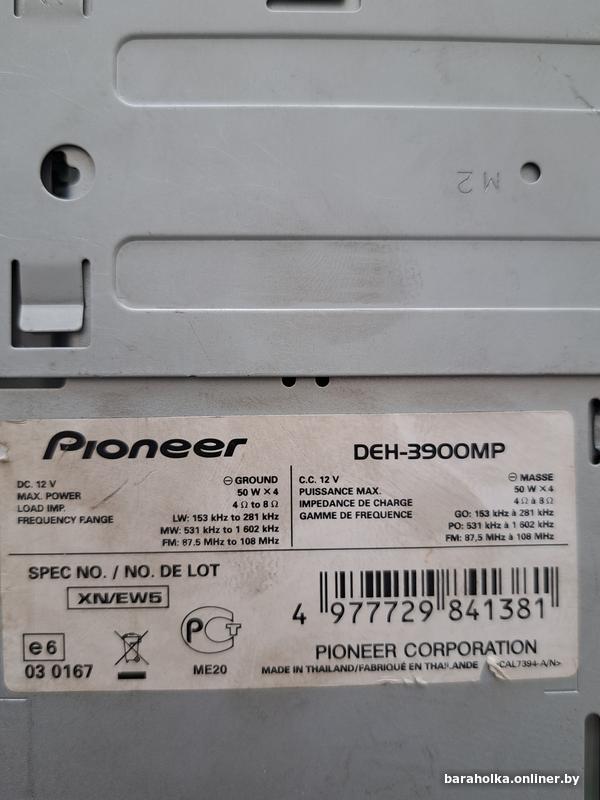 M2
Pioneer
DEH-3900MP
DC. 12 V ⊖ GROUND
MAX. POWER 50 W × 4
LOAD IMP. 4 Ω to 8 Ω
FREQUENCY RANGE LW: 153 kHz to 281 kHz
MW: 531 kHz to 1 602 kHz
FM: 87.5 MHz to 108 MHz
C.C. 12 V ⊖ MASSE
PUISSANCE MAX. 50 W × 4
IMPEDANCE DE CHARGE 4 Ω à 8 Ω
GAMME DE FREQUENCE GO: 153 kHz à 281 kHz
PO: 531 kHz à 1 602 kHz
FM: 87,5 MHz à 108 MHz
SPEC NO. / NO. DE LOT
XN/EW5
4 977729 841381
e6
03 0167
PCT
ME20
PIONEER CORPORATION
MADE IN THAILAND/FABRIQUÉ EN THAILANDE <CAL7394-A/N>
baraholka.onliner.by